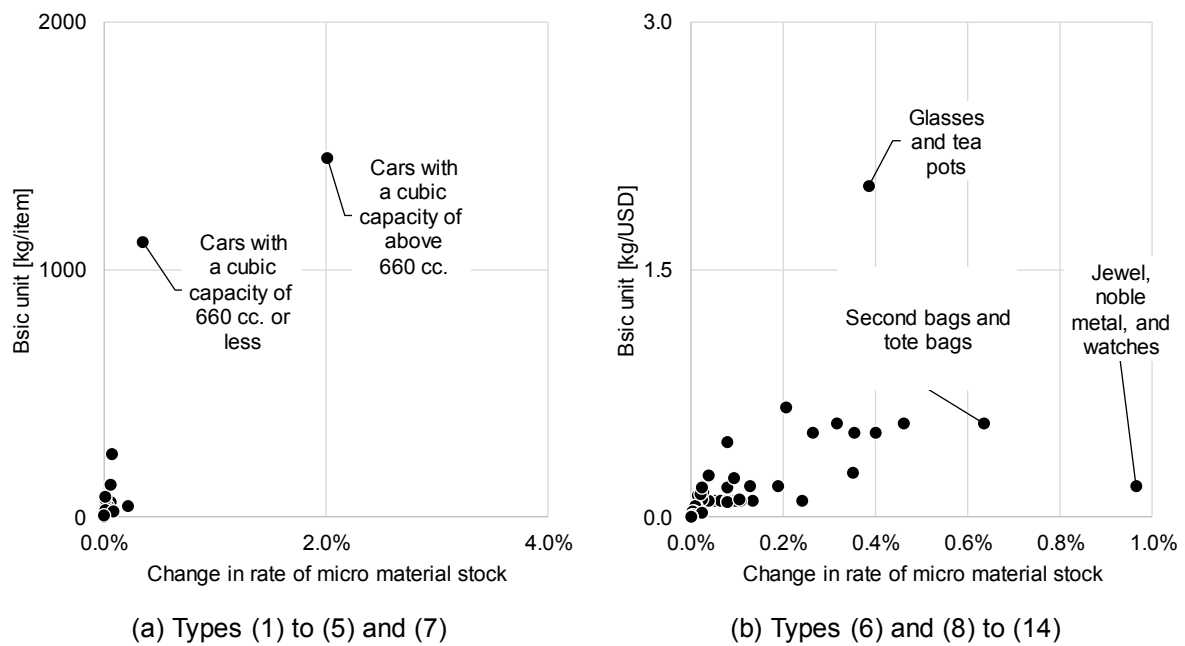 2000
1000
0
Bsic unit [kg/item]
Cars with
a cubic
capacity of
above
660 cc.
Cars with
a cubic
capacity of
660 cc. or
less
0.0%
2.0%
4.0%
Change in rate of micro material stock
(a) Types (1) to (5) and (7)
3.0
1.5
0.0
Bsic unit [kg/USD]
Glasses
and tea
pots
Second bags and
tote bags
Jewel,
noble
metal, and
watches
0.0%
0.2%
0.4%
0.6%
0.8%
1.0%
Change in rate of micro material stock
(b) Types (6) and (8) to (14)